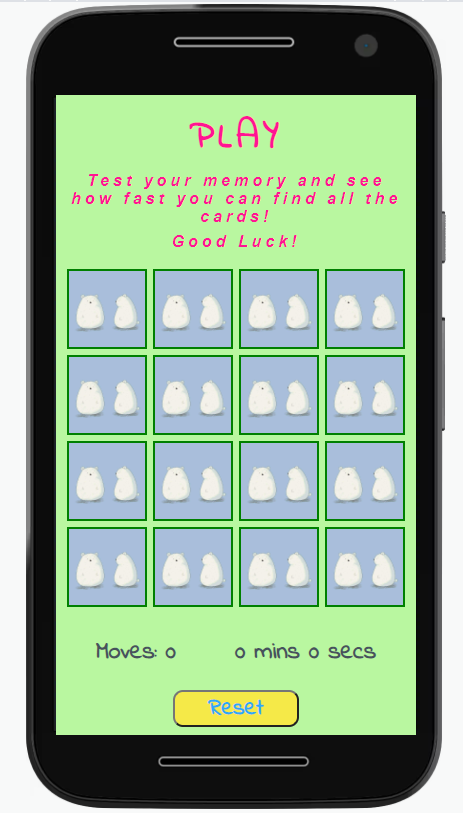 PLAY
Test your memory and see
how fast you can find all the
cards!
Good Luck!
Moves: 0 0 mins 0 secs
Reset